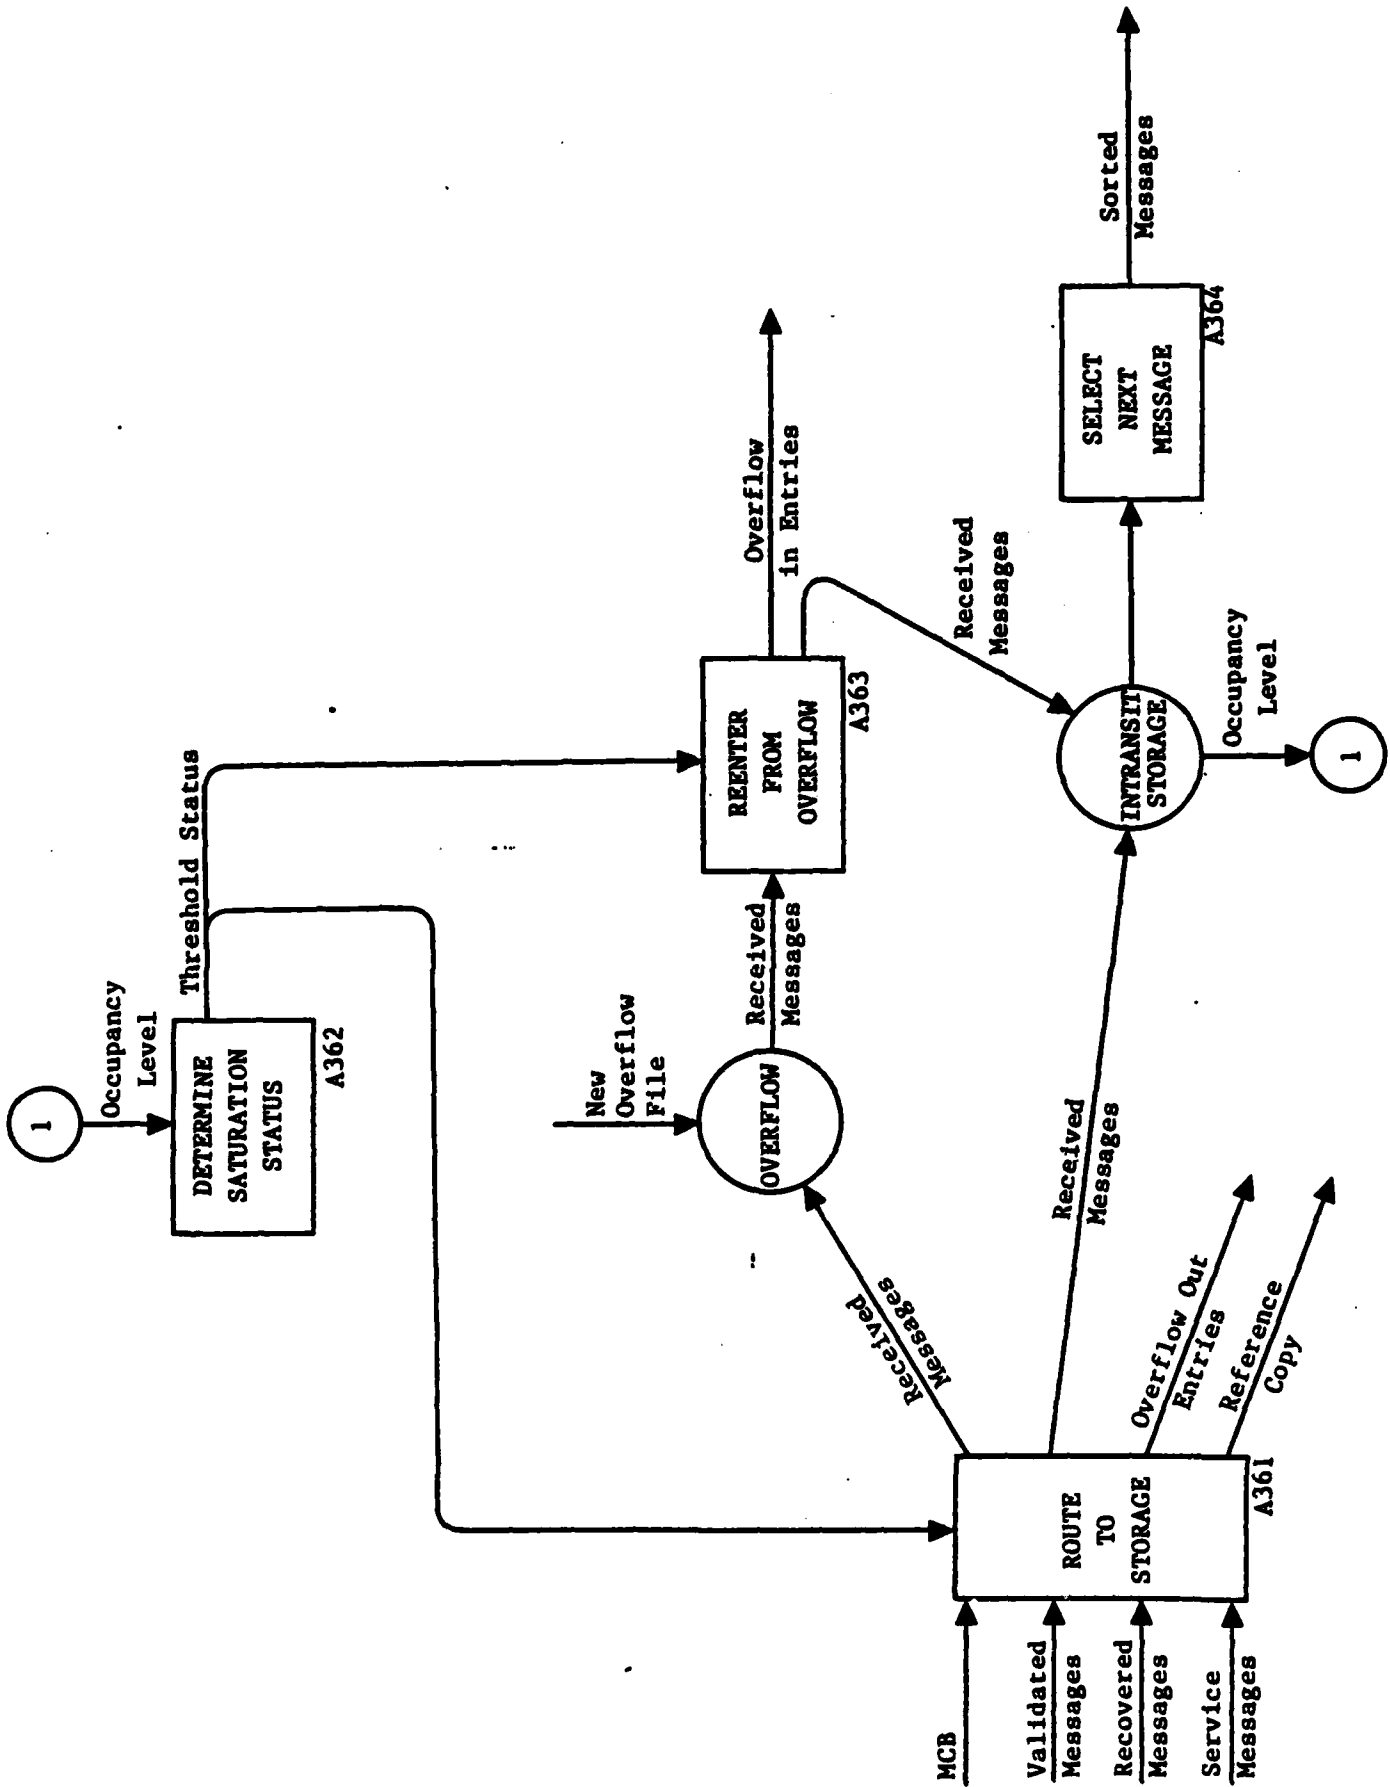 1
Occupancy
Level
DETERMINE
SATURATION
STATUS
A362
Threshold Status
New
Overflow
File
OVERFLOW
Received
Messages
REENTER
FROM
OVERFLOW
A363
Overflow
in Entries
Received
Messages
Received
Messages
MCB
Validated
Messages
Recovered
Messages
Service
Messages
ROUTE
TO
STORAGE
A361
Received
Messages
Overflow Out
Entries
Reference
Copy
INTRANSIT
STORAGE
Occupancy
Level
1
SELECT
NEXT
MESSAGE
A364
Sorted
Messages